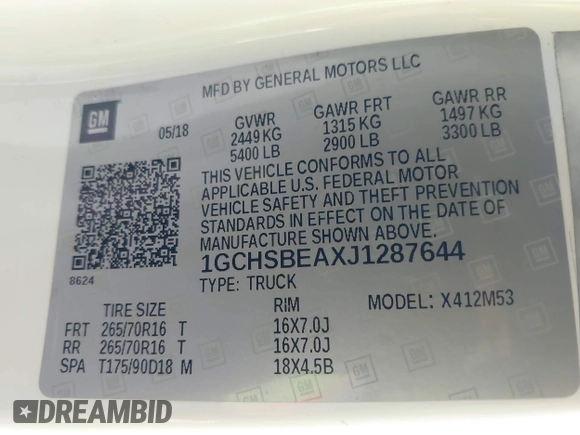 MFD BY GENERAL MOTORS LLC
GM
05/18
GVWR
2449 KG
5400 LB
GAWR FRT
1315 KG
2900 LB
GAWR RR
1497 KG
3300 LB
THIS VEHICLE CONFORMS TO ALL
APPLICABLE U.S. FEDERAL MOTOR
VEHICLE SAFETY AND THEFT PREVENTION
STANDARDS IN EFFECT ON THE DATE OF
MANUFACTURE SHOWN ABOVE.
1GCHSBEAXJ1287644
8624
TYPE: TRUCK
MODEL: X412M53
TIRE SIZE RIM
FRT 265/70R16 T 16X7.0J
RR 265/70R16 T 16X7.0J
SPA T175/90D18 M 18X4.5B
DREAMBID